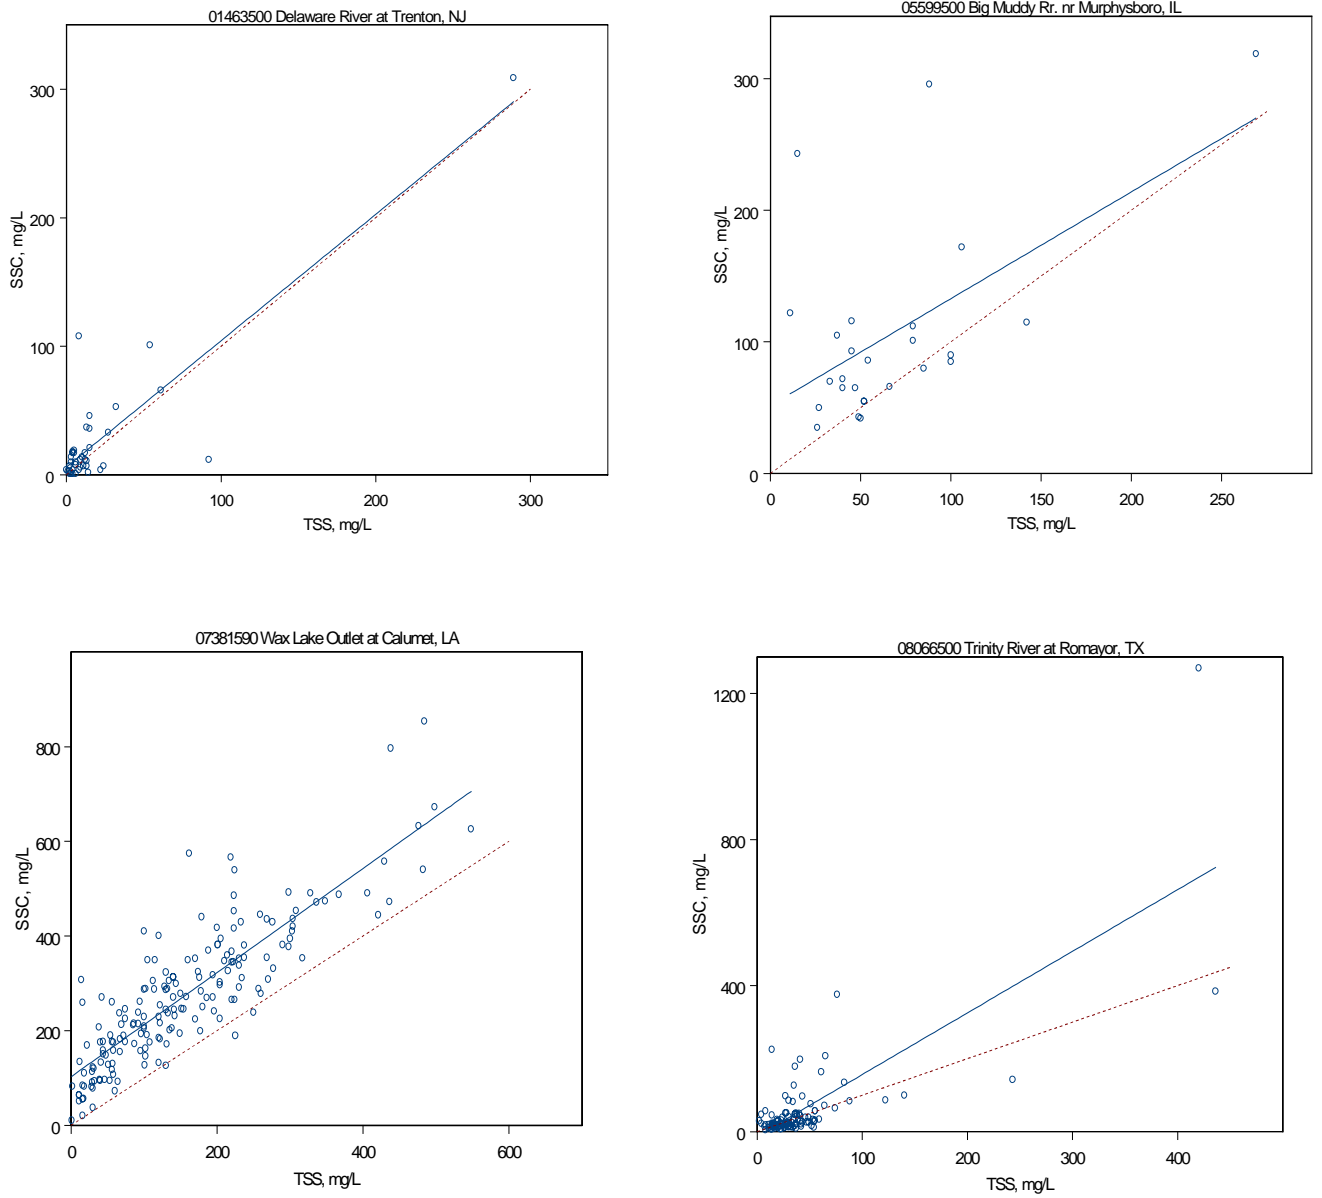 01463500 Delaware River at Trenton, NJ
300
200
100
0
SSC, mg/L
0 100 200 300
TSS, mg/L
05599500 Big Muddy Rr. nr Murphysboro, IL
300
200
100
0
SSC, mg/L
0 50 100 150 200 250
TSS, mg/L
07381590 Wax Lake Outlet at Calumet, LA
800
600
400
200
0
SSC, mg/L
0 200 400 600
TSS, mg/L
08066500 Trinity River at Romayor, TX
1200
800
400
0
SSC, mg/L
0 100 200 300 400
TSS, mg/L